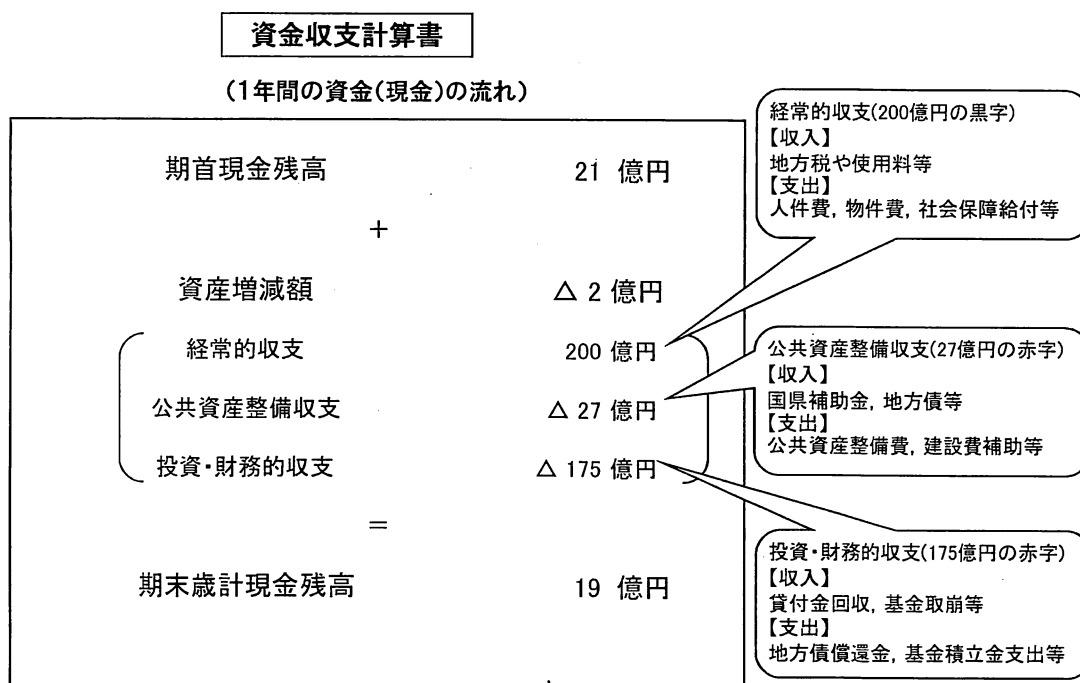 資金収支計算書
(1年間の資金(現金)の流れ)
期首現金残高 21 億円
+
資産増減額 △ 2 億円
経常的収支 200 億円
公共資産整備収支 △ 27 億円
投資・財務的収支 △ 175 億円
=
期末歳計現金残高 19 億円
経常的収支(200億円の黒字)
【収入】
地方税や使用料等
【支出】
人件費, 物件費, 社会保障給付等
公共資産整備収支(27億円の赤字)
【収入】
国県補助金, 地方債等
【支出】
公共資産整備費, 建設費補助等
投資・財務的収支(175億円の赤字)
【収入】
貸付金回収, 基金取崩等
【支出】
地方債償還金, 基金積立金支出等